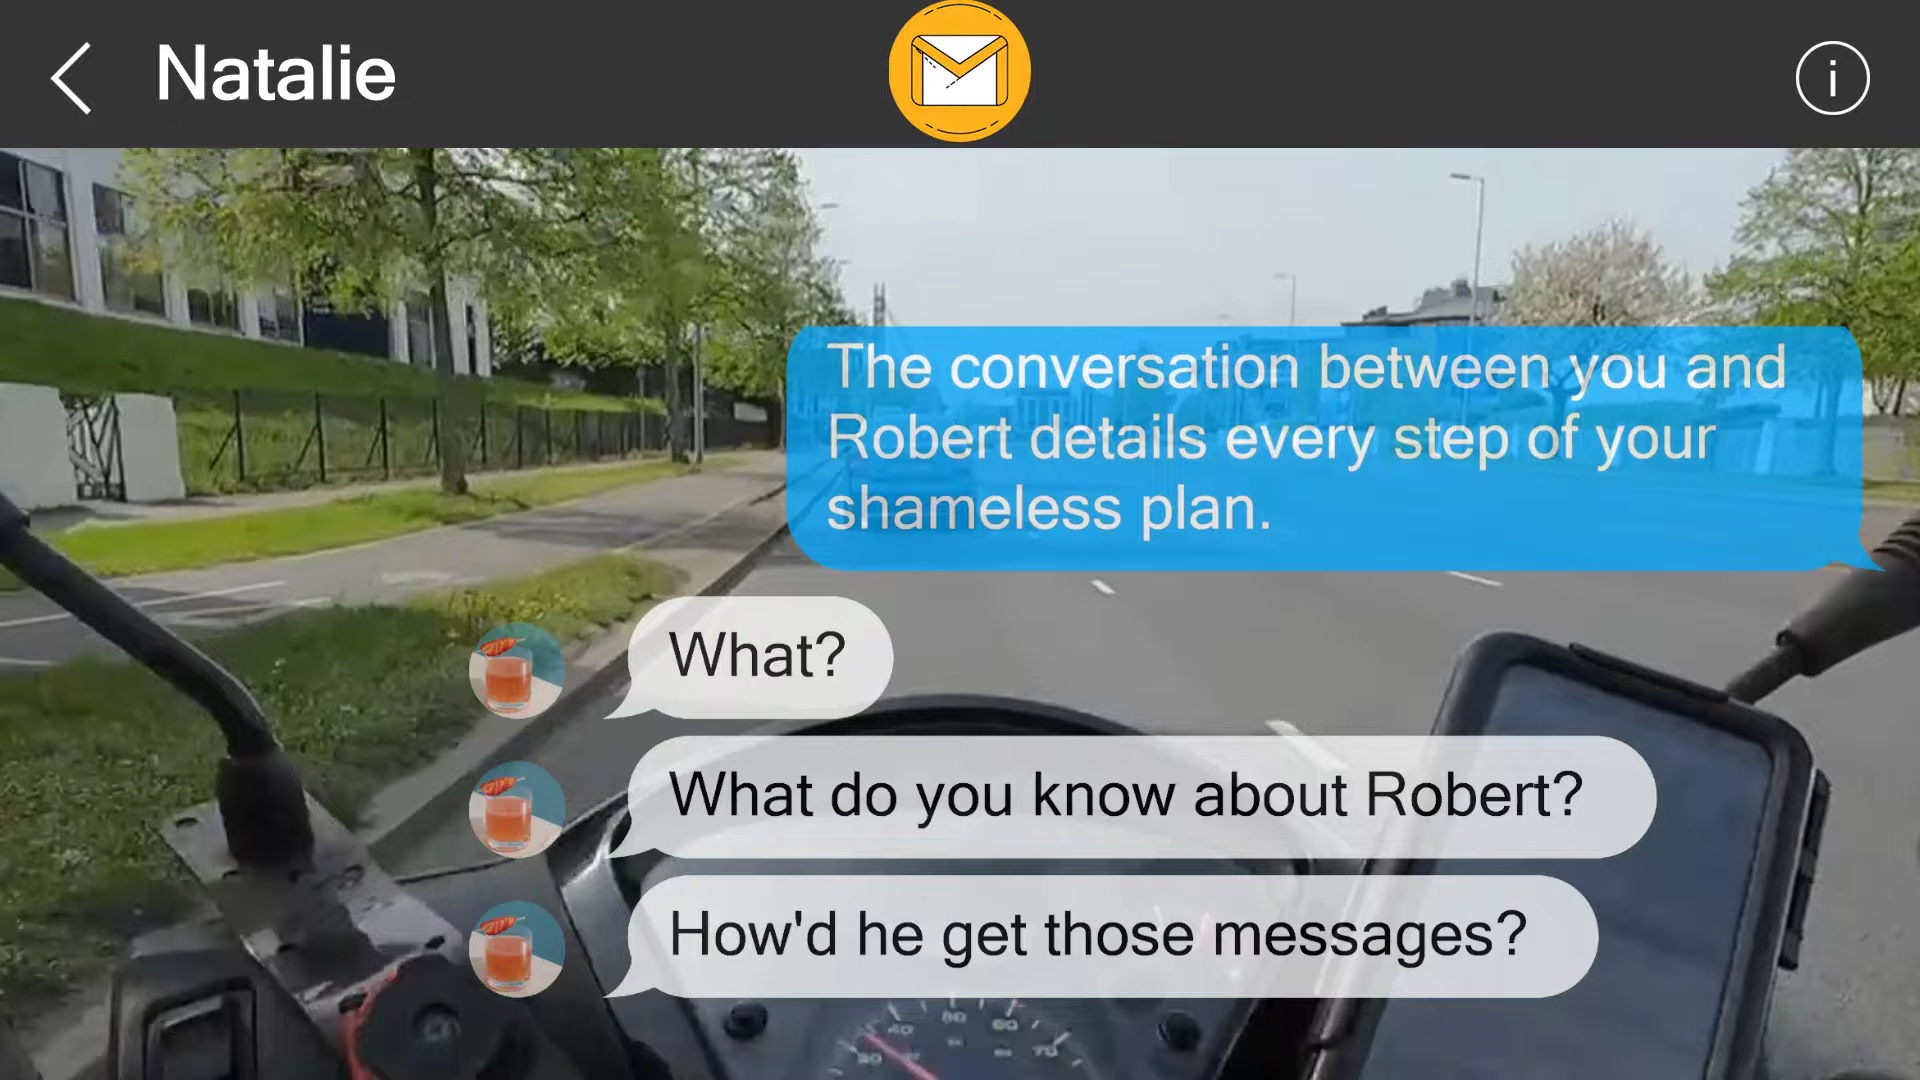 Natalie
The conversation between you and
Robert details every step of your
shameless plan.
What?
What do you know about Robert?
How'd he get those messages?